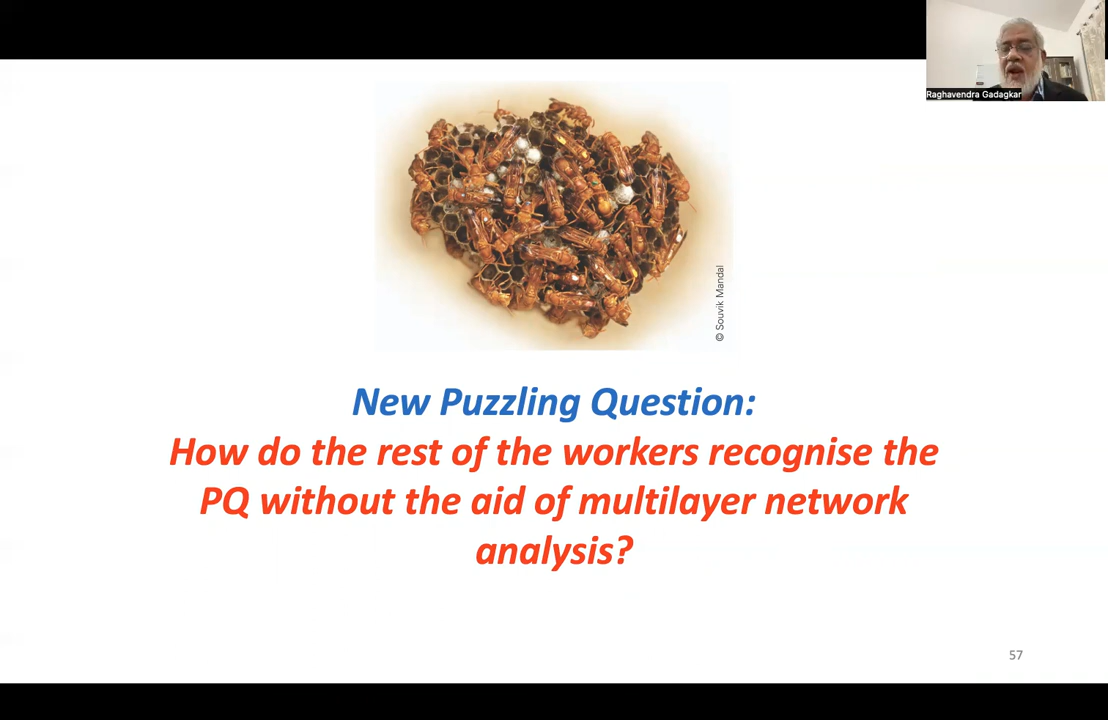 Raghavendra Gadagkar
© Souvik Mandal
New Puzzling Question:
How do the rest of the workers recognise the
PQ without the aid of multilayer network
analysis?
57